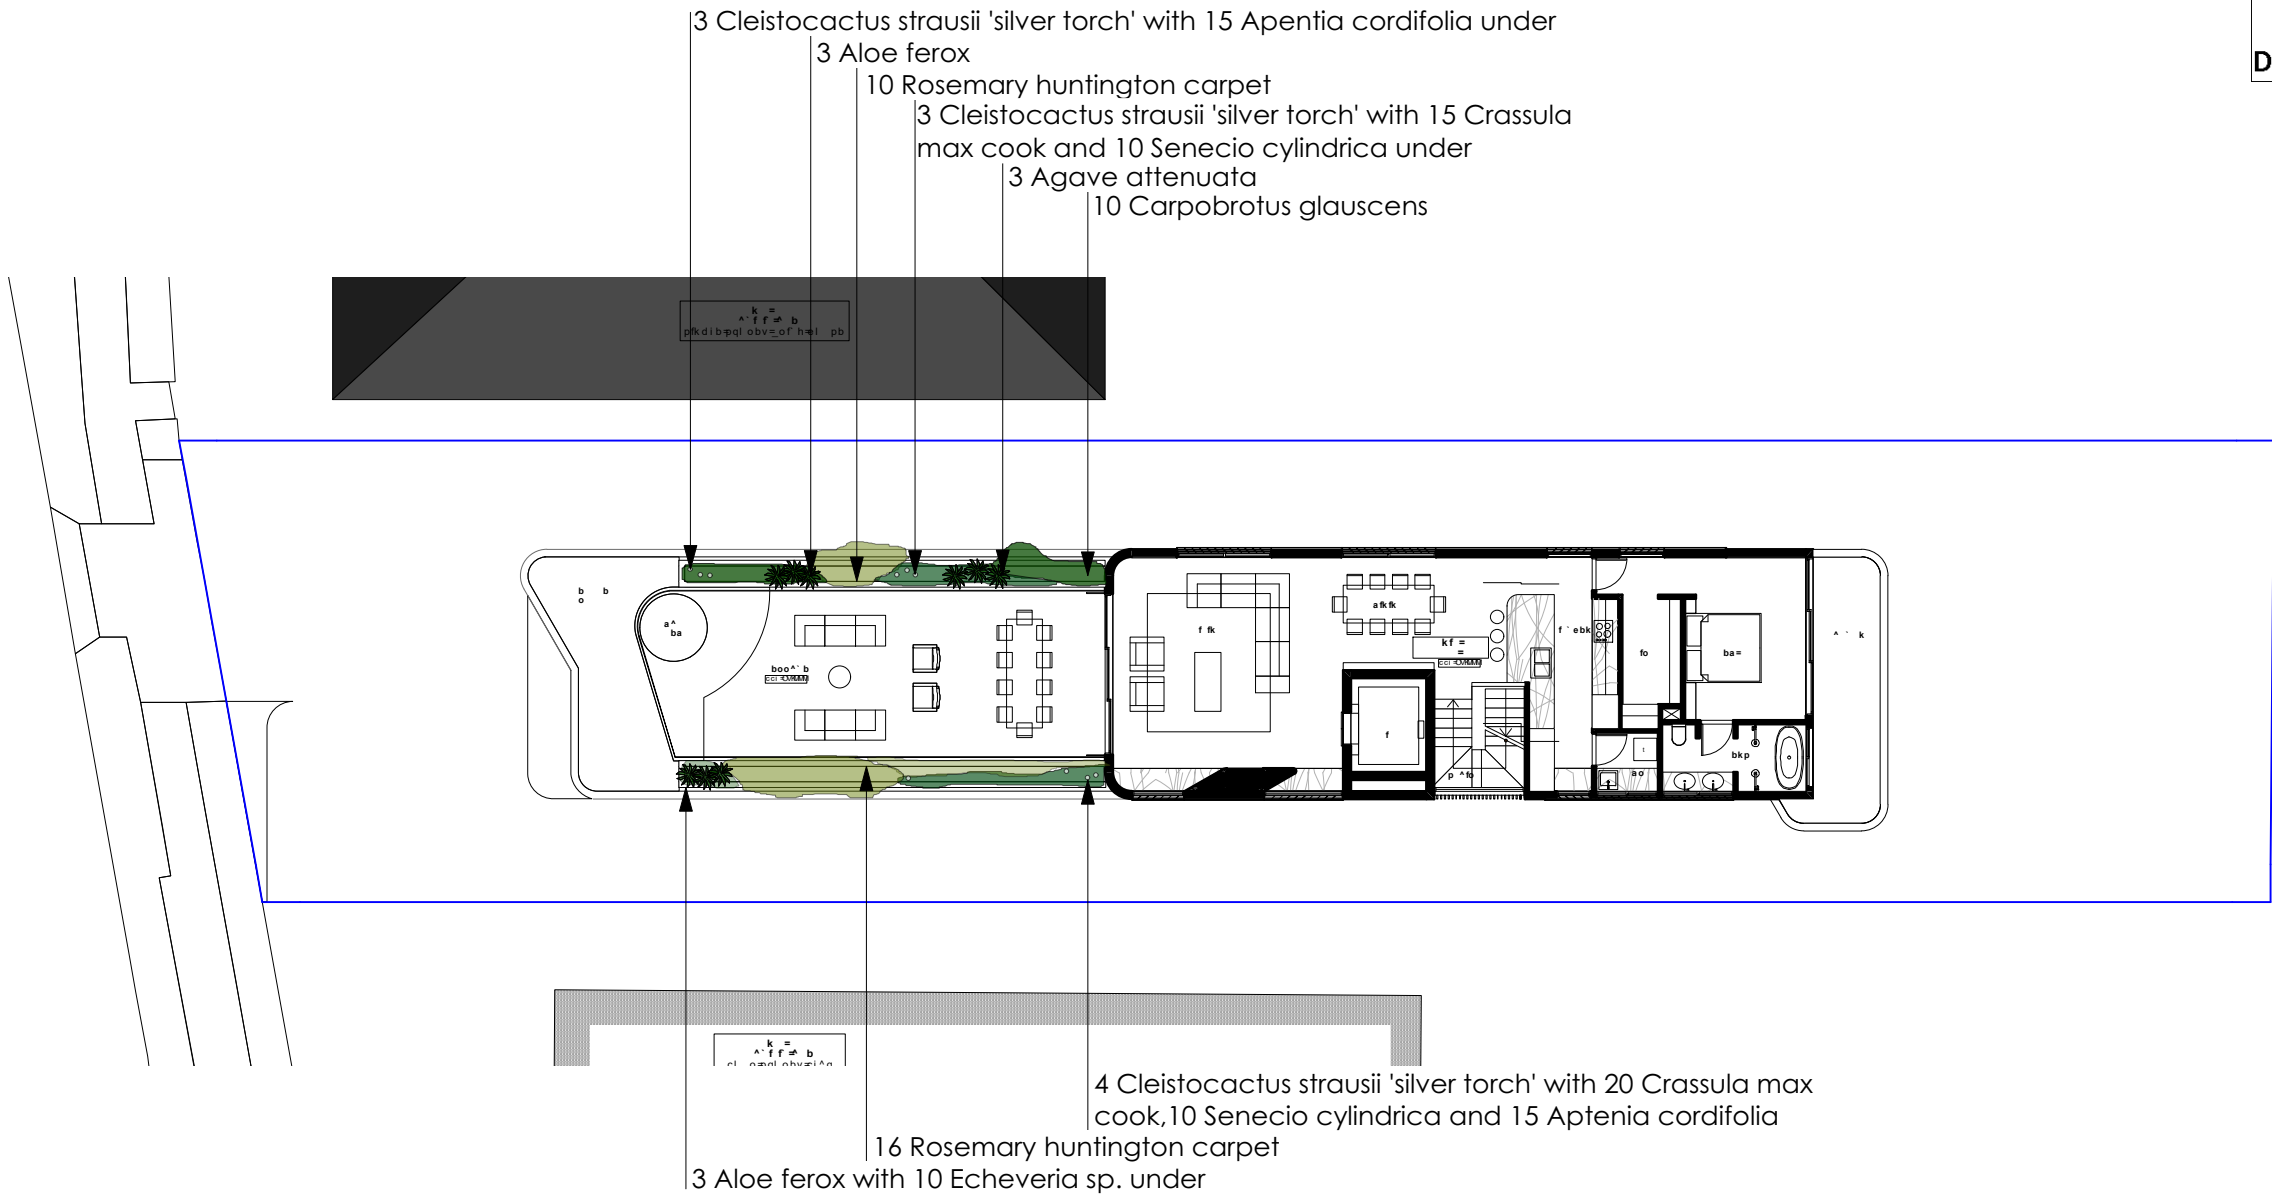 3 Cleistocactus strausii 'silver torch' with 15 Apentia cordifolia under
3 Aloe ferox
10 Rosemary huntington carpet
3 Cleistocactus strausii 'silver torch' with 15 Crassula
max cook and 10 Senecio cylindrica under
3 Agave attenuata
10 Carpobrotus glauscens
D
4 Cleistocactus strausii 'silver torch' with 20 Crassula max
cook,10 Senecio cylindrica and 15 Aptenia cordifolia
16 Rosemary huntington carpet
3 Aloe ferox with 10 Echeveria sp. under